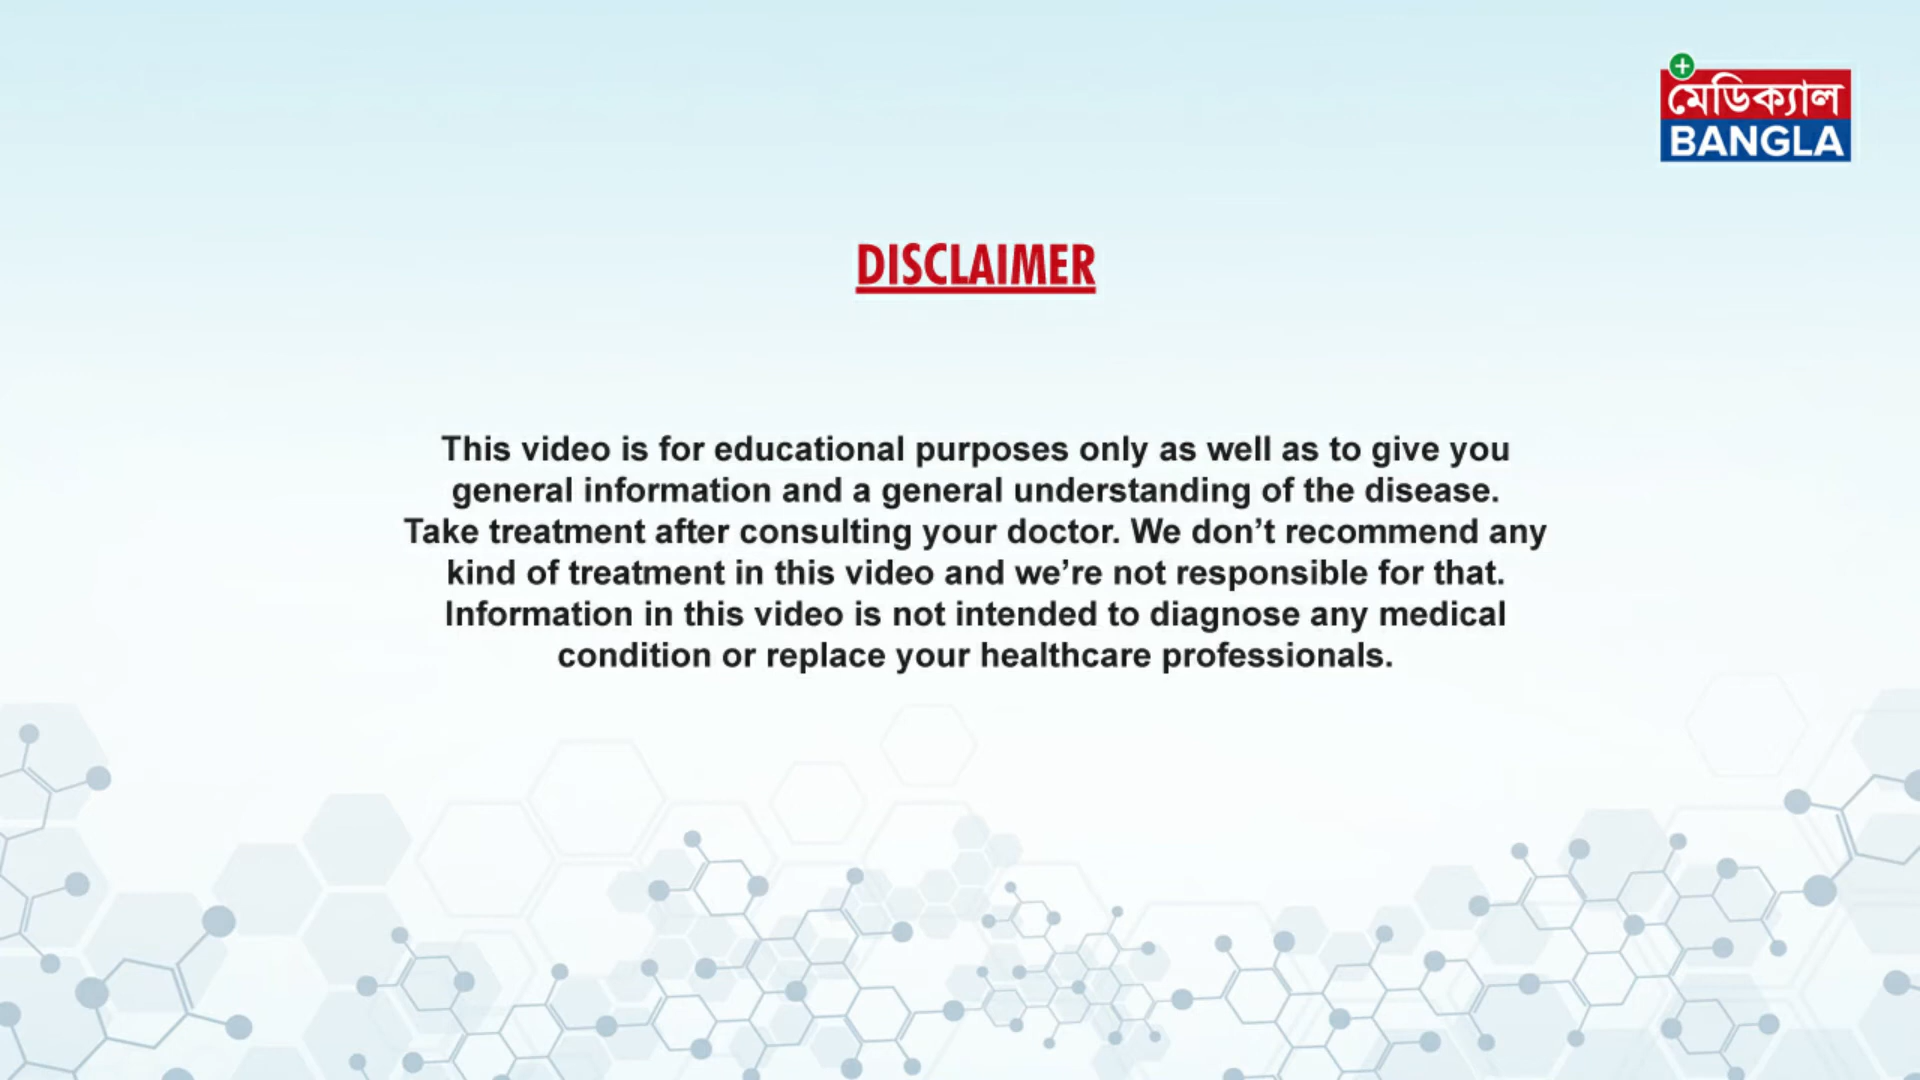 মেডিক্যাল
BANGLA
DISCLAIMER
This video is for educational purposes only as well as to give you
general information and a general understanding of the disease.
Take treatment after consulting your doctor. We don’t recommend any
kind of treatment in this video and we’re not responsible for that.
Information in this video is not intended to diagnose any medical
condition or replace your healthcare professionals.